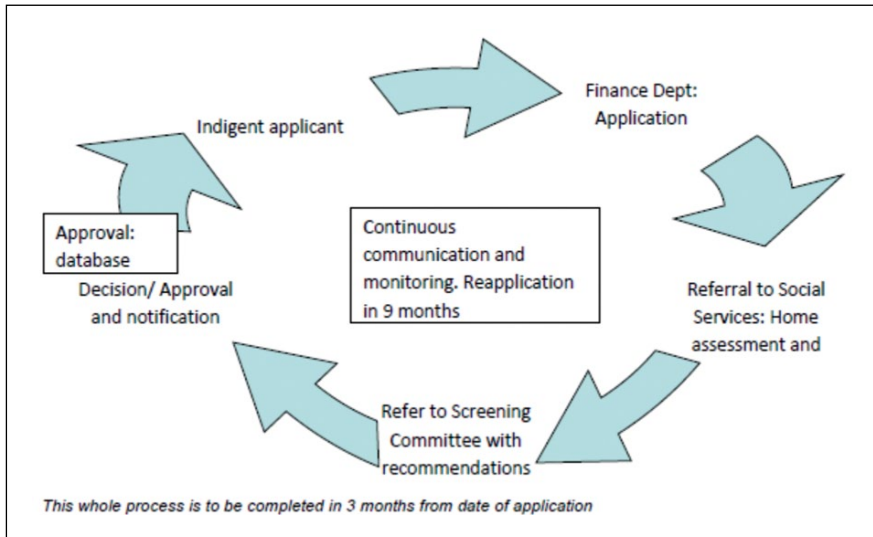 Indigent applicant
Finance Dept:
Application
Referral to Social
Services: Home
assessment and
Refer to Screening
Committee with
recommendations
Decision/ Approval
and notification
Approval:
database
Continuous
communication and
monitoring. Reapplication
in 9 months
This whole process is to be completed in 3 months from date of application